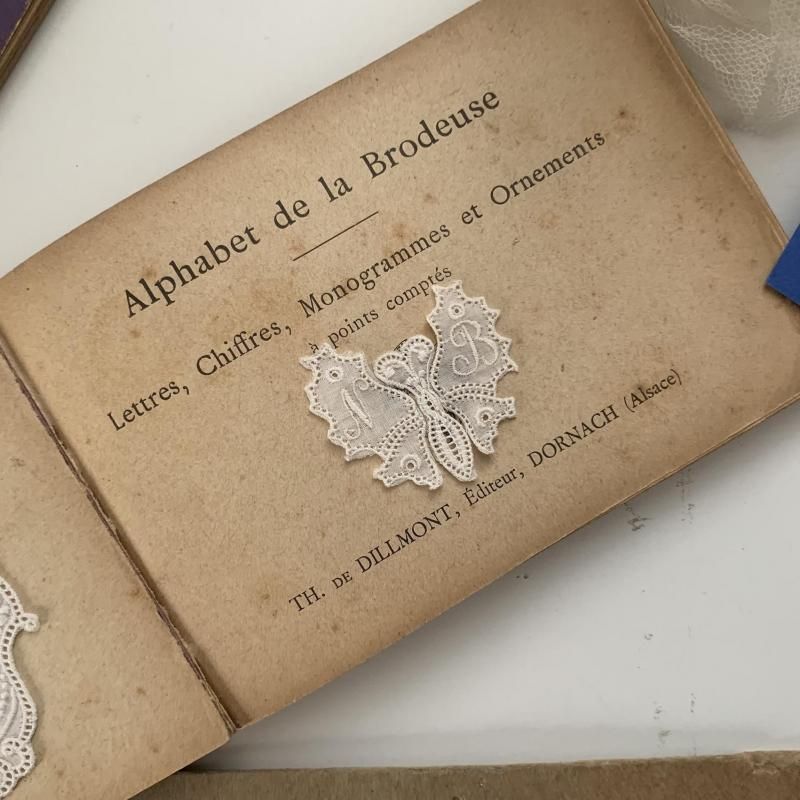 Alphabet de la Brodeuse
Lettres, Chiffres, Monogrammes et Ornements
à points comptés
N B
TH. DE DILLMONT, Éditeur, DORNACH (Alsace)